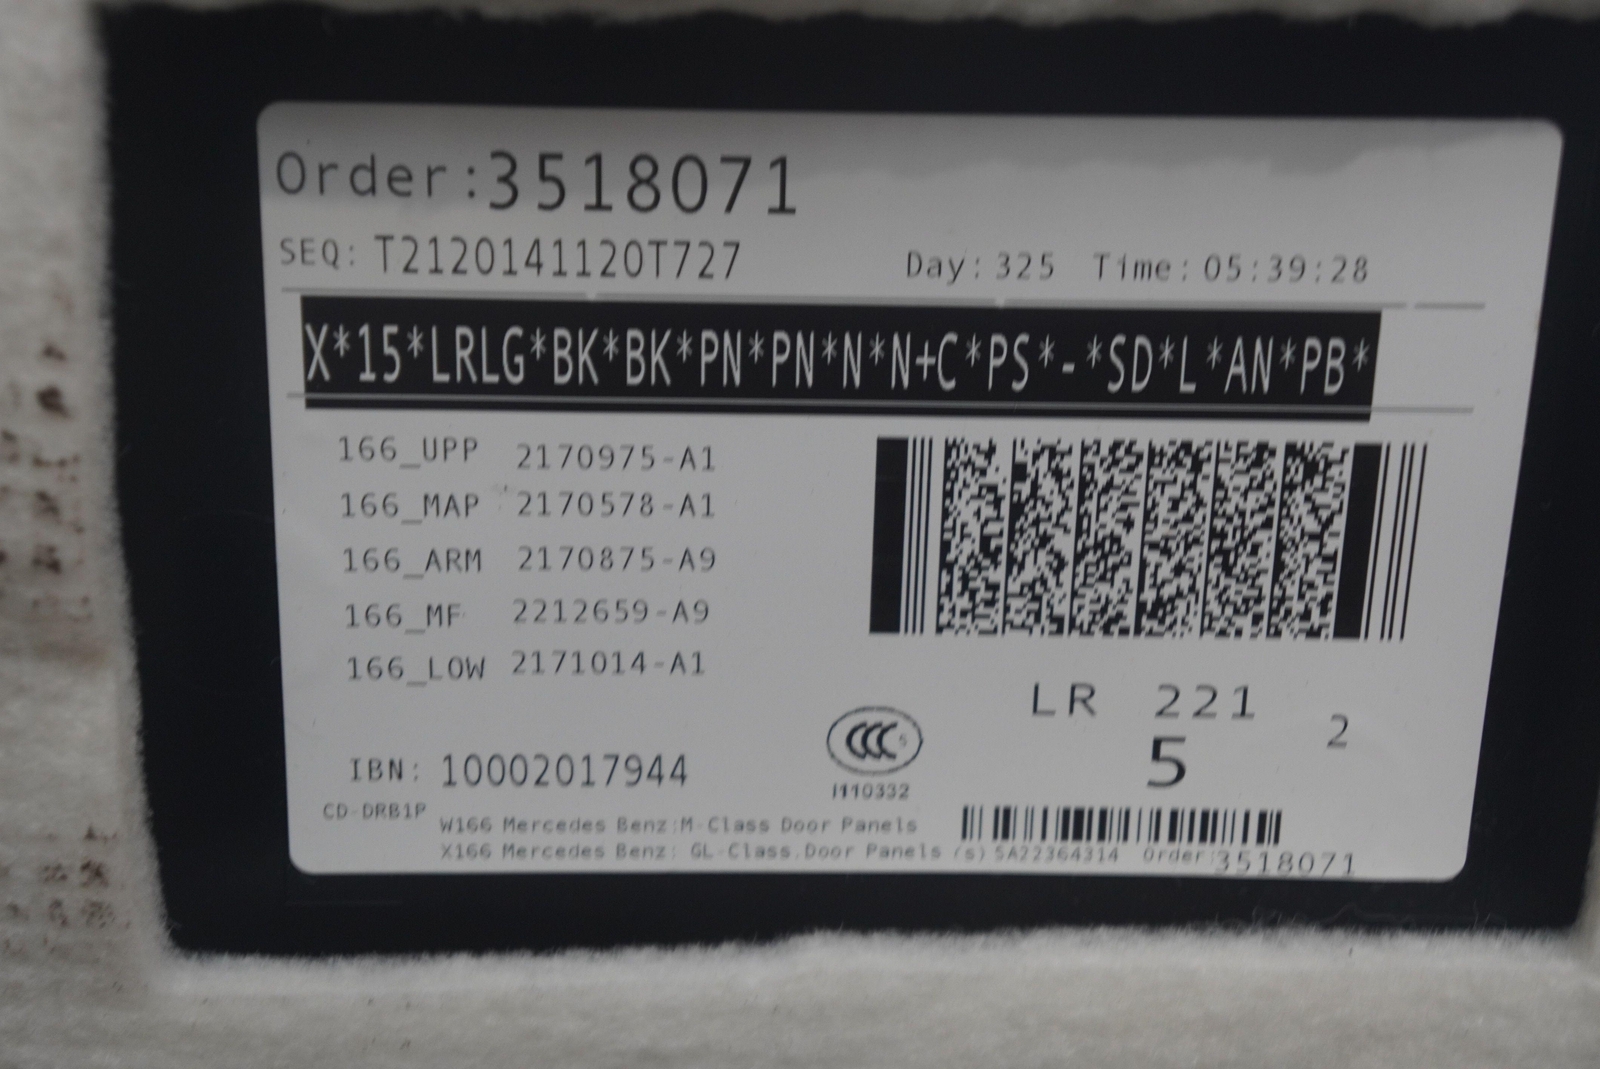 Order:3518071
SEQ: T2120141120T727 Day: 325 Time: 05:39:28
X*15*LRLG*BK*BK*PN*PN*N*N+C*PS*-*SD*L*AN*PB*
166_UPP 2170975-A1
166_MAP 2170578-A1
166_ARM 2170875-A9
166_MF 2212659-A9
166_LOW 2171014-A1
LR 221 2
5
IBN: 10002017944
CCC S
I110332
CD-DRB1P
W166 Mercedes Benz:M-Class Door Panels
X166 Mercedes Benz: GL-Class.Door Panels (s) 5A22364314 Order:3518071